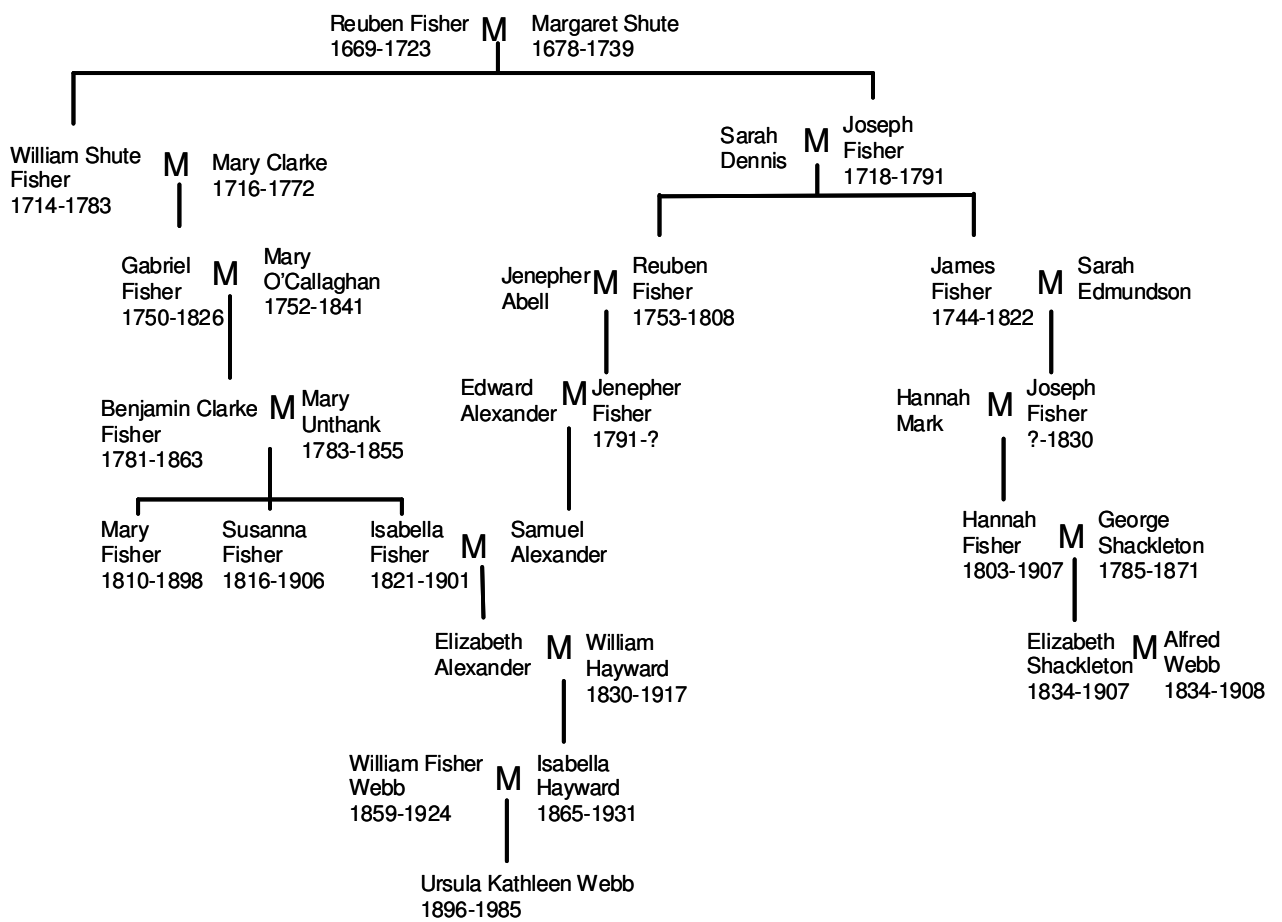 Reuben Fisher
1669-1723
M
Margaret Shute
1678-1739
William Shute
Fisher
1714-1783
M
Mary Clarke
1716-1772
Sarah
Dennis
M
Joseph
Fisher
1718-1791
Gabriel
Fisher
1750-1826
M
Mary
O'Callaghan
1752-1841
Jenepher
Abell
M
Reuben
Fisher
1753-1808
James
Fisher
1744-1822
M
Sarah
Edmundson
Benjamin Clarke
Fisher
1781-1863
M
Mary
Unthank
1783-1855
Edward
Alexander
M
Jenepher
Fisher
1791-?
Hannah
Mark
M
Joseph
Fisher
?-1830
Mary
Fisher
1810-1898
Susanna
Fisher
1816-1906
Isabella
Fisher
1821-1901
M
Samuel
Alexander
Hannah
Fisher
1803-1907
M
George
Shackleton
1785-1871
Elizabeth
Alexander
M
William
Hayward
1830-1917
Elizabeth
Shackleton
1834-1907
M
Alfred
Webb
1834-1908
William Fisher
Webb
1859-1924
M
Isabella
Hayward
1865-1931
Ursula Kathleen Webb
1896-1985